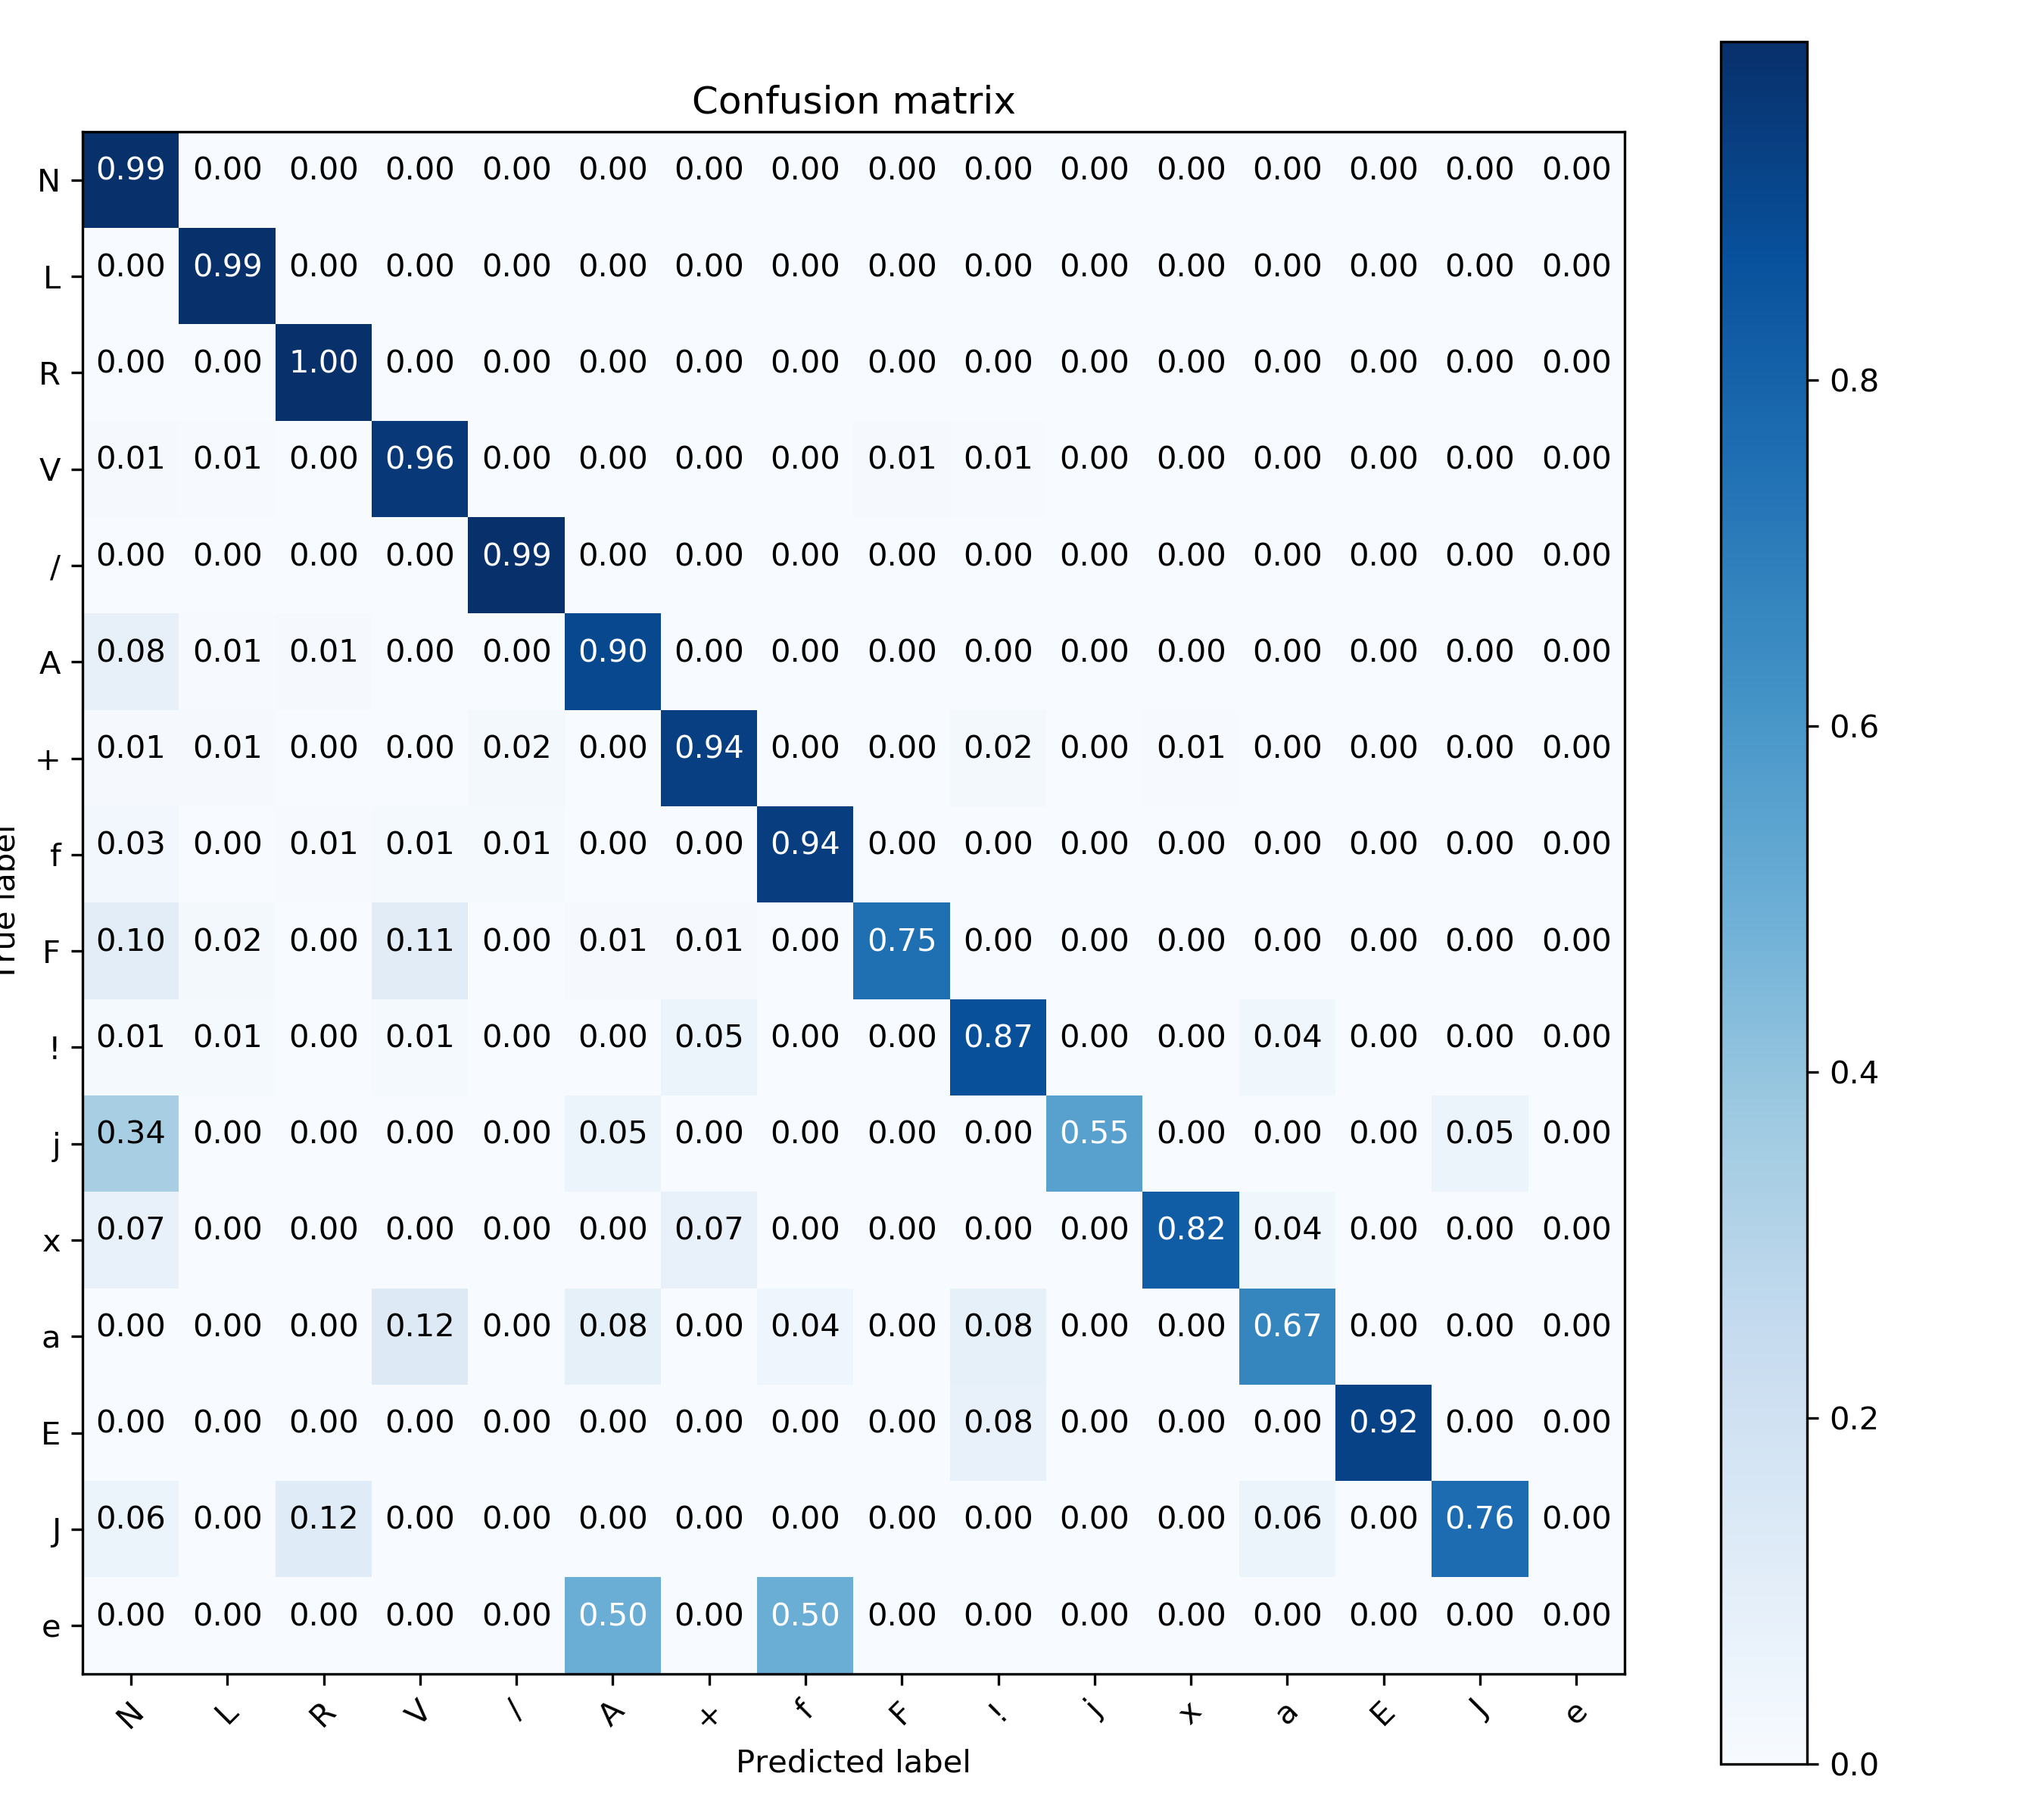 Confusion matrix
N 0.99 0.00 0.00 0.00 0.00 0.00 0.00 0.00 0.00 0.00 0.00 0.00 0.00 0.00 0.00 0.00
L 0.00 0.99 0.00 0.00 0.00 0.00 0.00 0.00 0.00 0.00 0.00 0.00 0.00 0.00 0.00 0.00
R 0.00 0.00 1.00 0.00 0.00 0.00 0.00 0.00 0.00 0.00 0.00 0.00 0.00 0.00 0.00 0.00
V 0.01 0.01 0.00 0.96 0.00 0.00 0.00 0.00 0.01 0.01 0.00 0.00 0.00 0.00 0.00 0.00
/ 0.00 0.00 0.00 0.00 0.99 0.00 0.00 0.00 0.00 0.00 0.00 0.00 0.00 0.00 0.00 0.00
A 0.08 0.01 0.01 0.00 0.00 0.90 0.00 0.00 0.00 0.00 0.00 0.00 0.00 0.00 0.00 0.00
+ 0.01 0.01 0.00 0.00 0.02 0.00 0.94 0.00 0.00 0.02 0.00 0.01 0.00 0.00 0.00 0.00
f 0.03 0.00 0.01 0.01 0.01 0.00 0.00 0.94 0.00 0.00 0.00 0.00 0.00 0.00 0.00 0.00
F 0.10 0.02 0.00 0.11 0.00 0.01 0.01 0.00 0.75 0.00 0.00 0.00 0.00 0.00 0.00 0.00
! 0.01 0.01 0.00 0.01 0.00 0.00 0.05 0.00 0.00 0.87 0.00 0.00 0.04 0.00 0.00 0.00
j 0.34 0.00 0.00 0.00 0.00 0.05 0.00 0.00 0.00 0.00 0.55 0.00 0.00 0.00 0.05 0.00
x 0.07 0.00 0.00 0.00 0.00 0.00 0.07 0.00 0.00 0.00 0.00 0.82 0.04 0.00 0.00 0.00
a 0.00 0.00 0.00 0.12 0.00 0.08 0.00 0.04 0.00 0.08 0.00 0.00 0.67 0.00 0.00 0.00
E 0.00 0.00 0.00 0.00 0.00 0.00 0.00 0.00 0.00 0.08 0.00 0.00 0.00 0.92 0.00 0.00
J 0.06 0.00 0.12 0.00 0.00 0.00 0.00 0.00 0.00 0.00 0.00 0.00 0.06 0.00 0.76 0.00
e 0.00 0.00 0.00 0.00 0.00 0.50 0.00 0.50 0.00 0.00 0.00 0.00 0.00 0.00 0.00 0.00
N L R V / A + f F ! j x a E J e
Predicted label
True label
0.8
0.6
0.4
0.2
0.0